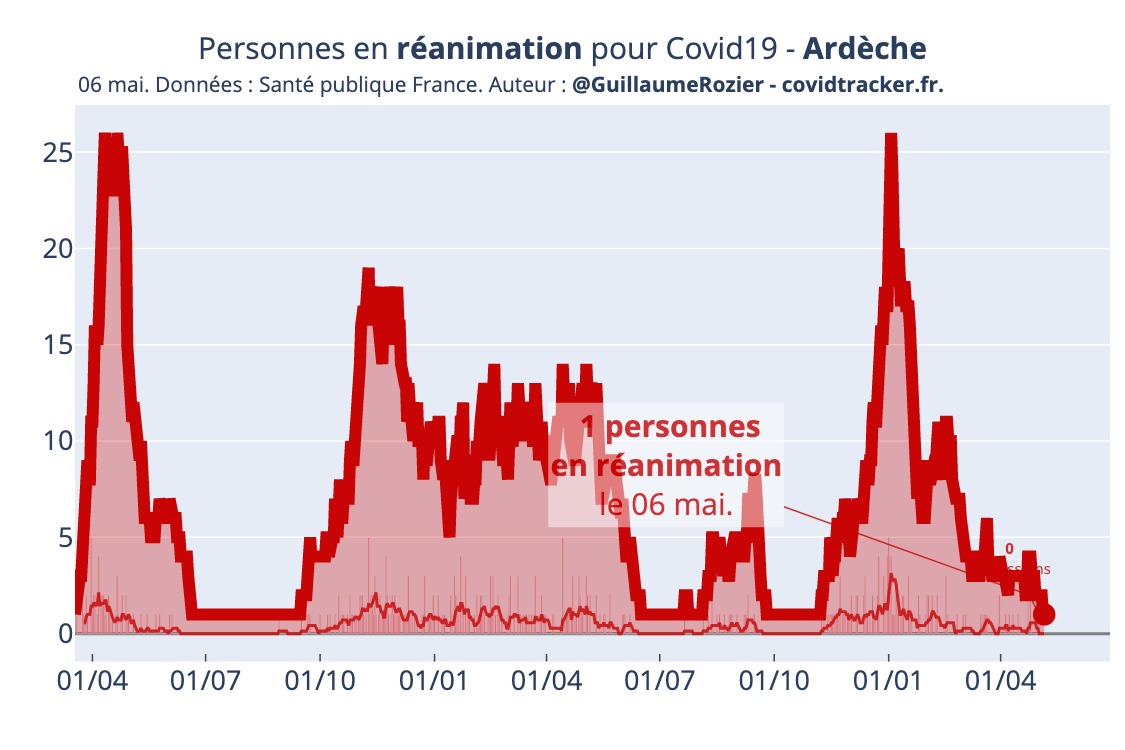 Personnes en réanimation pour Covid19 - Ardèche
06 mai. Données : Santé publique France. Auteur : @GuillaumeRozier - covidtracker.fr.
25
20
15
10
5
0
1 personnes
en réanimation
le 06 mai.
0
01/04 01/07 01/10 01/01 01/04 01/07 01/10 01/01 01/04